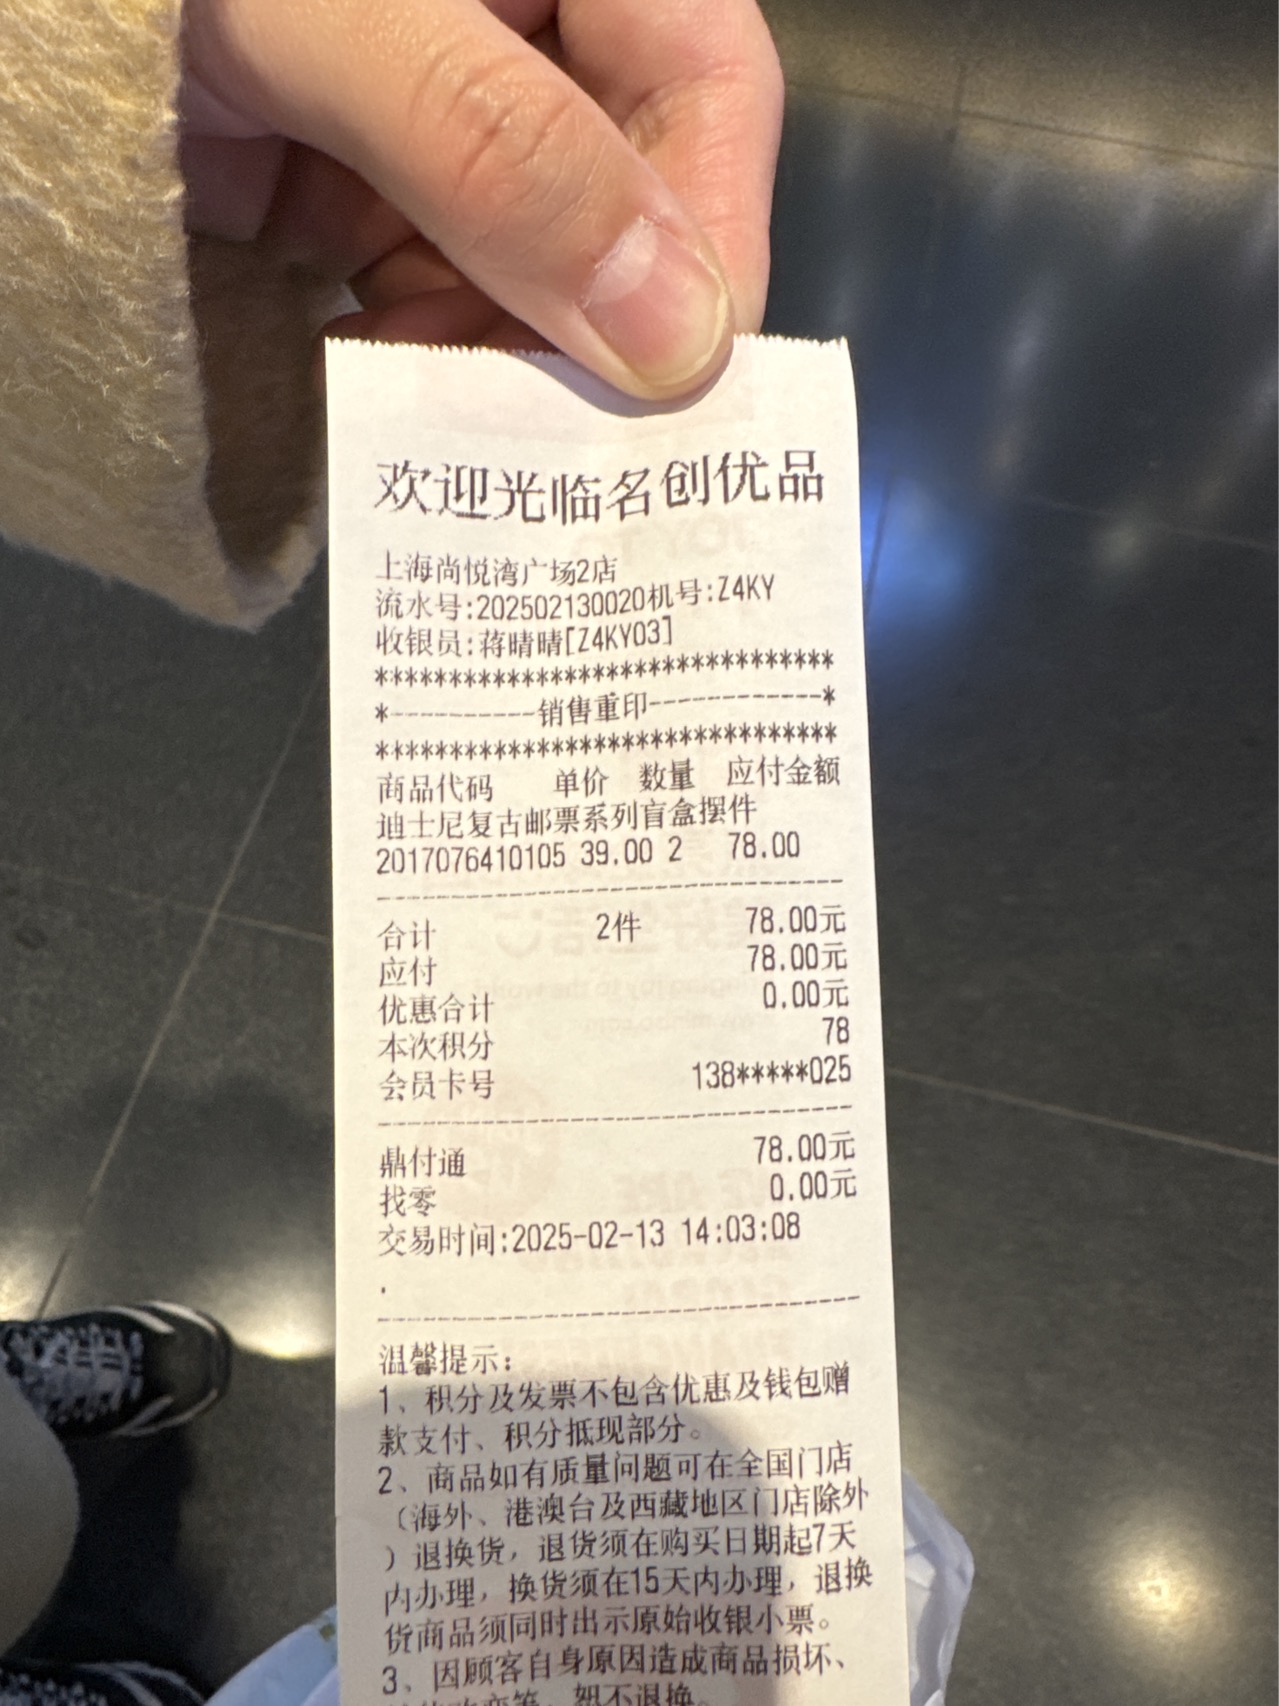 欢迎光临名创优品
上海尚悦湾广场2店
流水号:202502130020机号:Z4KY
收银员:蒋晴晴[Z4KY03]
*******************************
*----------销售重印------------*
*******************************
商品代码 单价 数量 应付金额
迪士尼复古邮票系列盲盒摆件
2017076410105 39.00 2 78.00
--------------------------------
合计 2件 78.00元
应付 78.00元
优惠合计 0.00元
本次积分 78
会员卡号 138*****025
--------------------------------
鼎付通 78.00元
找零 0.00元
交易时间:2025-02-13 14:03:08
.
--------------------------------
温馨提示:
1、积分及发票不包含优惠及钱包赠
款支付、积分抵现部分。
2、商品如有质量问题可在全国门店
(海外、港澳台及西藏地区门店除外
)退换货,退货须在购买日期起7天
内办理,换货须在15天内办理,退换
货商品须同时出示原始收银小票。
3、因顾客自身原因造成商品损坏、
恕不退换。